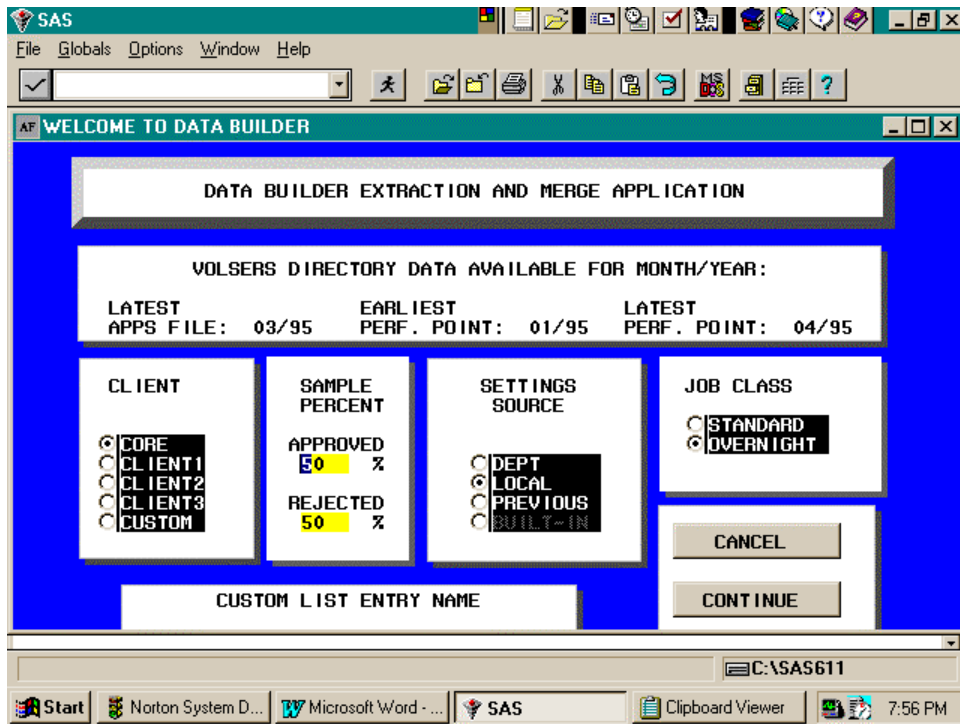 SAS
File Globals Options Window Help
MS
DOS
AF WELCOME TO DATA BUILDER
DATA BUILDER EXTRACTION AND MERGE APPLICATION
VOLSERS DIRECTORY DATA AVAILABLE FOR MONTH/YEAR:
LATEST EARLIEST LATEST
APPS FILE: 03/95 PERF. POINT: 01/95 PERF. POINT: 04/95
CLIENT
CORE
CLIENT1
CLIENT2
CLIENT3
CUSTOM
SAMPLE
PERCENT
APPROVED
50 %
REJECTED
50 %
SETTINGS
SOURCE
DEPT
LOCAL
PREVIOUS
BUILT-IN
JOB CLASS
STANDARD
OVERNIGHT
CANCEL
CONTINUE
CUSTOM LIST ENTRY NAME
C:\SAS611
Start Norton System D... Microsoft Word - ... SAS Clipboard Viewer 7:56 PM